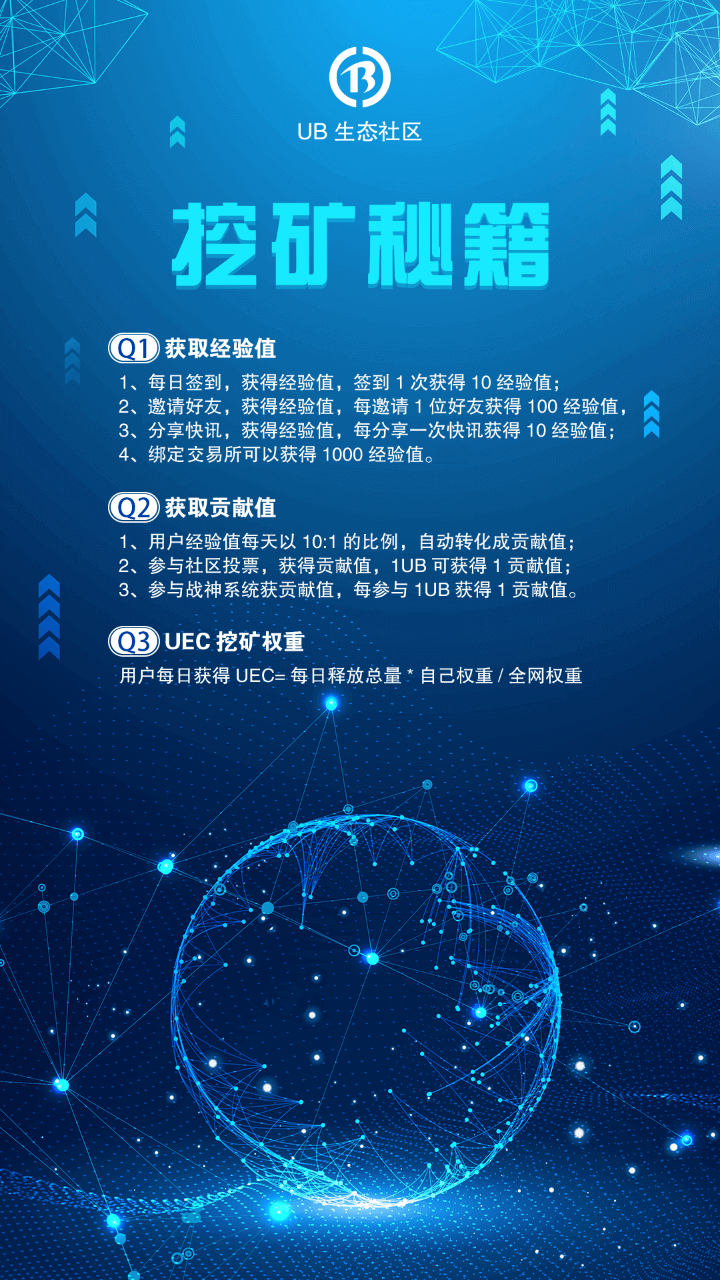 B
UB 生态社区
挖矿秘籍
Q1 获取经验值
1、每日签到，获得经验值，签到 1 次获得 10 经验值；
2、邀请好友，获得经验值，每邀请 1 位好友获得 100 经验值，
3、分享快讯，获得经验值，每分享一次快讯获得 10 经验值；
4、绑定交易所可以获得 1000 经验值。
Q2 获取贡献值
1、用户经验值每天以 10:1 的比例，自动转化成贡献值；
2、参与社区投票，获得贡献值，1UB 可获得 1 贡献值；
3、参与战神系统获贡献值，每参与 1UB 获得 1 贡献值。
Q3 UEC 挖矿权重
用户每日获得 UEC= 每日释放总量 * 自己权重 / 全网权重